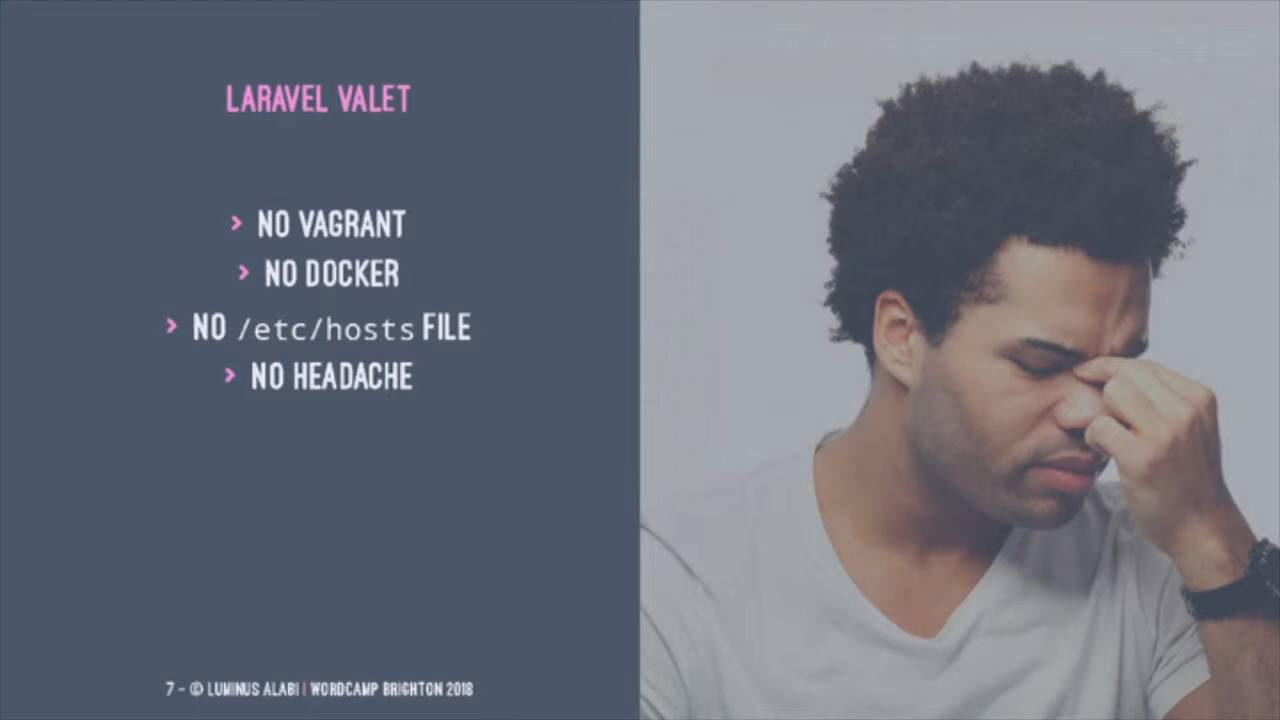 LARAVEL VALET
> NO VAGRANT
> NO DOCKER
> NO /etc/hosts FILE
> NO HEADACHE
7 - © LUMINUS ALABI | WORDCAMP BRIGHTON 2018